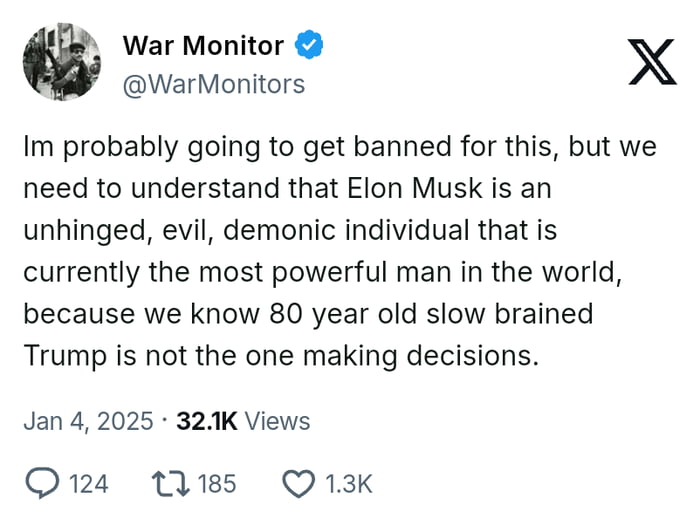 War Monitor
@WarMonitors
Im probably going to get banned for this, but we
need to understand that Elon Musk is an
unhinged, evil, demonic individual that is
currently the most powerful man in the world,
because we know 80 year old slow brained
Trump is not the one making decisions.
Jan 4, 2025 · 32.1K Views
124 185 1.3K